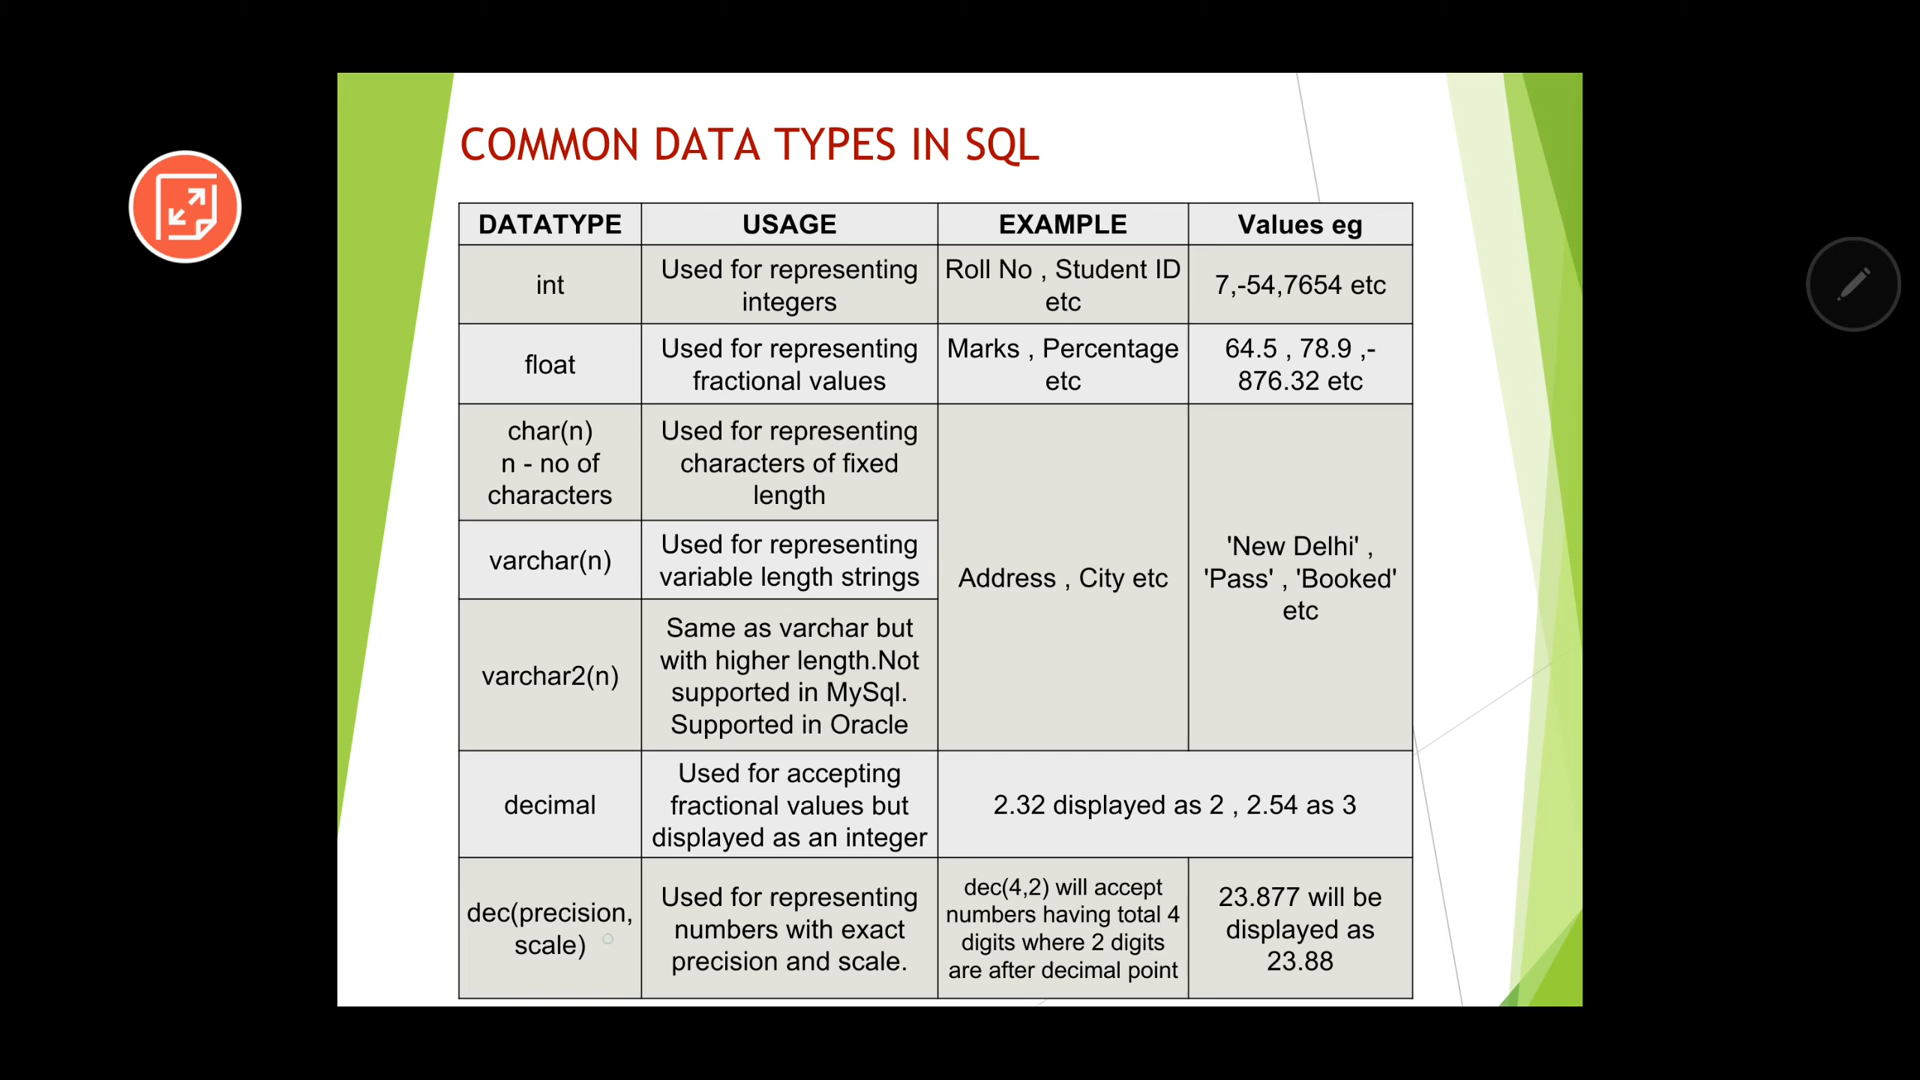 COMMON DATA TYPES IN SQL
DATATYPE USAGE EXAMPLE Values eg
int
Used for representing
integers
Roll No , Student ID
etc
7,-54,7654 etc
float
Used for representing
fractional values
Marks , Percentage
etc
64.5 , 78.9 ,-
876.32 etc
char(n)
n - no of
characters
Used for representing
characters of fixed
length
varchar(n)
Used for representing
variable length strings
Address , City etc
'New Delhi' ,
'Pass' , 'Booked'
etc
varchar2(n)
Same as varchar but
with higher length.Not
supported in MySql.
Supported in Oracle
decimal
Used for accepting
fractional values but
displayed as an integer
2.32 displayed as 2 , 2.54 as 3
dec(precision,
scale)
Used for representing
numbers with exact
precision and scale.
dec(4,2) will accept
numbers having total 4
digits where 2 digits
are after decimal point
23.877 will be
displayed as
23.88